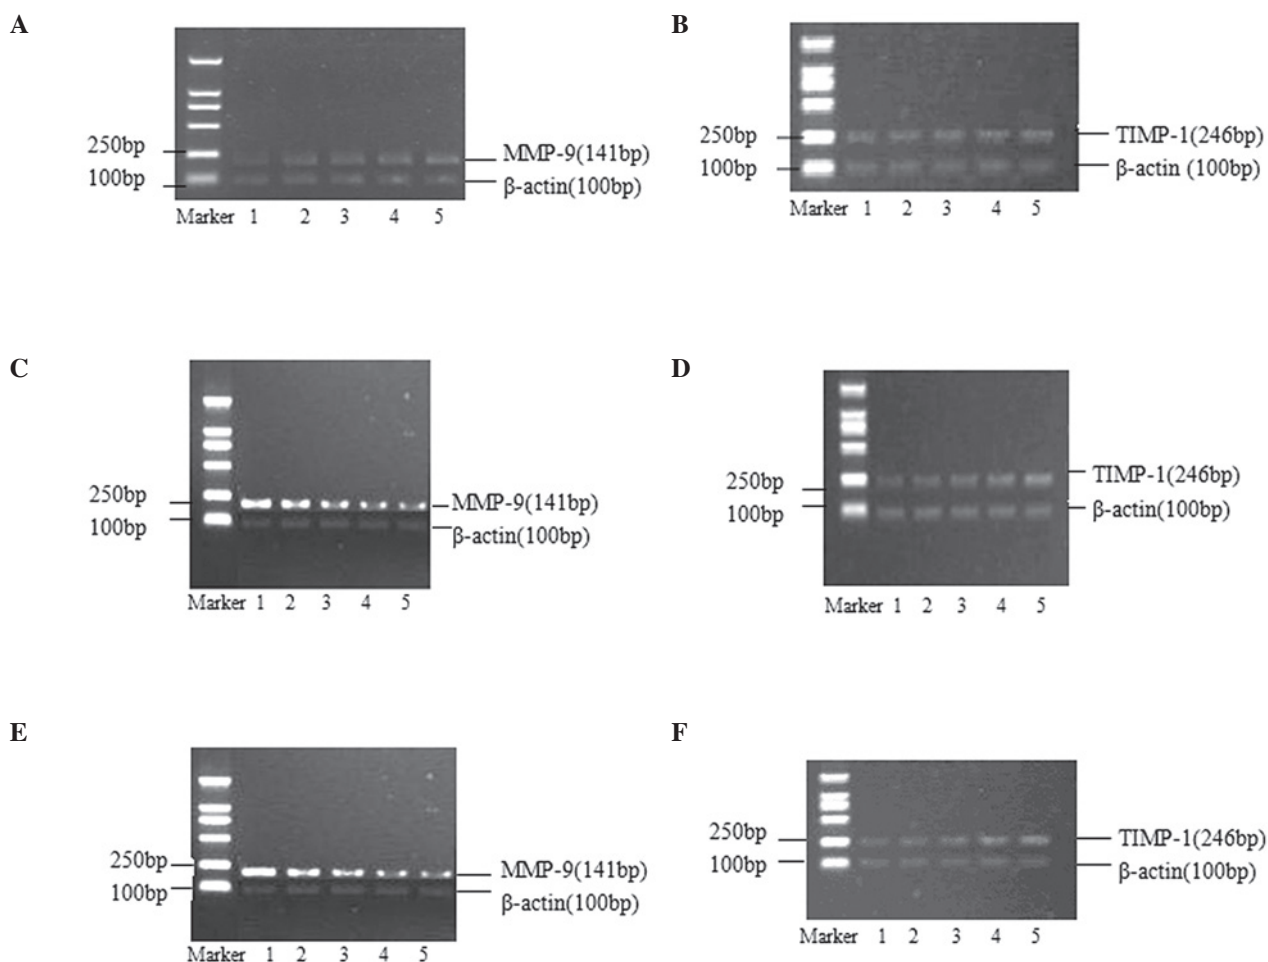 A
250bp
100bp
MMP-9(141bp)
β-actin(100bp)
Marker 1 2 3 4 5
B
250bp
100bp
TIMP-1(246bp)
β-actin (100bp)
Marker 1 2 3 4 5
C
250bp
100bp
MMP-9(141bp)
β-actin(100bp)
Marker 1 2 3 4 5
D
250bp
100bp
TIMP-1(246bp)
β-actin(100bp)
Marker 1 2 3 4 5
E
250bp
100bp
MMP-9(141bp)
β-actin(100bp)
Marker 1 2 3 4 5
F
250bp
100bp
TIMP-1(246bp)
β-actin(100bp)
Marker 1 2 3 4 5